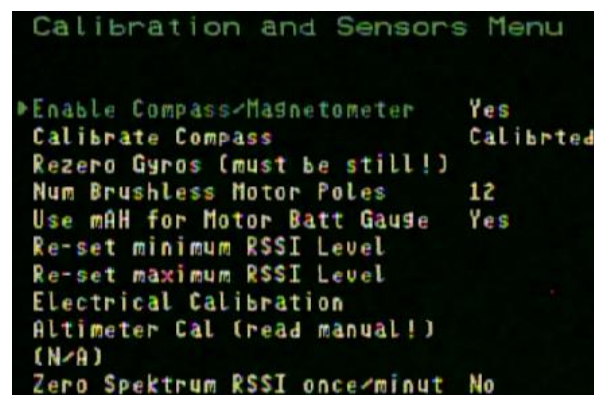 Calibration and Sensors Menu
Enable Compass/Magnetometer Yes
Calibrate Compass Calibrted
Rezero Gyros (must be still!)
Num Brushless Motor Poles 12
Use mAH for Motor Batt Gauge Yes
Re-set minimum RSSI Level
Re-set maximum RSSI Level
Electrical Calibration
Altimeter Cal (read manual!)
(N/A)
Zero Spektrum RSSI once/minut No